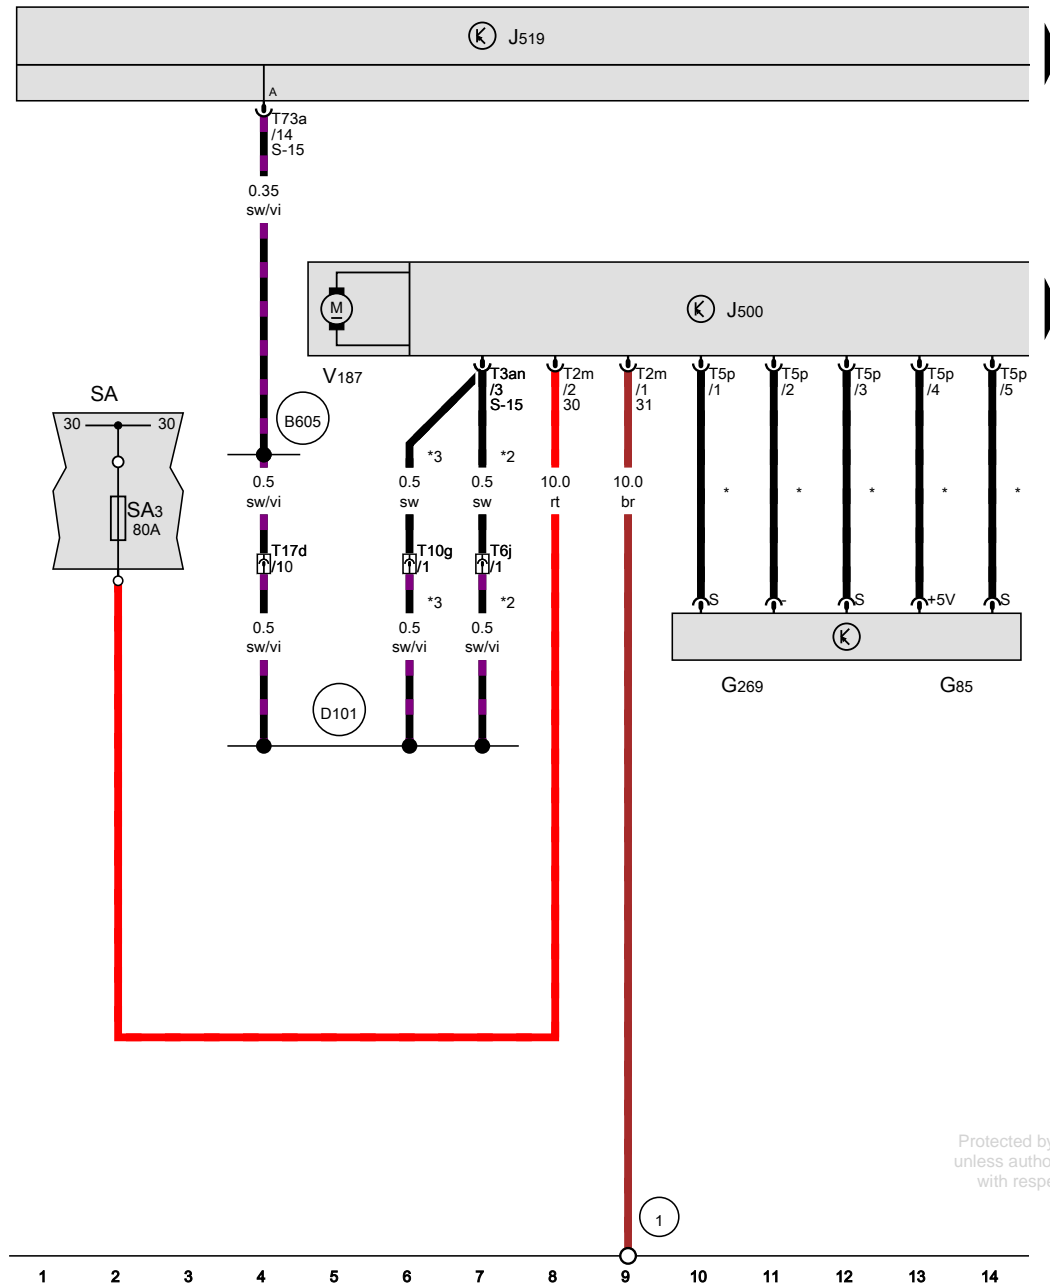 J519
A
T73a
/14
S-15
0.35
sw/vi
J500
M
V187
T3an
/3
S-15
T2m
/2
30
T2m
/1
31
T5p
/1
T5p
/2
T5p
/3
T5p
/4
T5p
/5
SA
30 30
B605
*3 *2
SA3
80A
0.5
sw/vi
0.5
sw
0.5
sw
10.0
rt
10.0
br
* * * * *
T17d
/10
T10g
/1
T6j
/1
*3 *2
0.5
sw/vi
0.5
sw/vi
0.5
sw/vi
S - S +5V S
G269 G85
D101
Protected by
unless autho
with respe
1
1 2 3 4 5 6 7 8 9 10 11 12 13 14